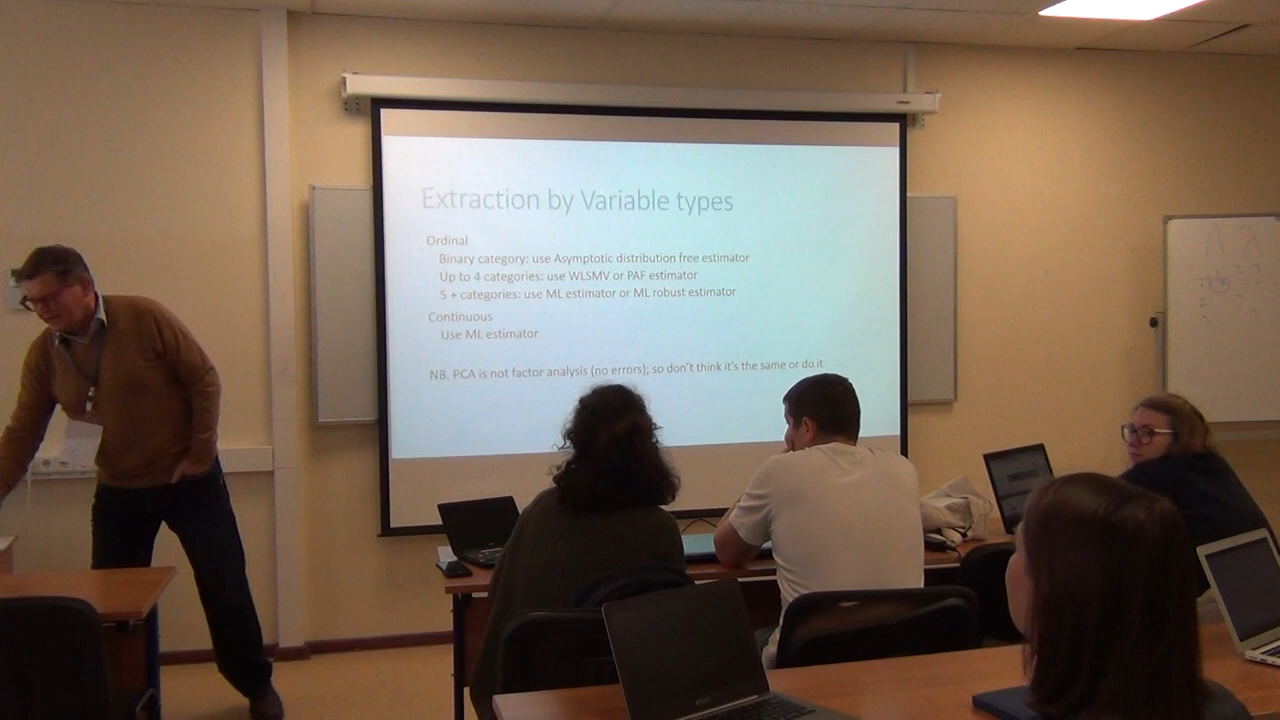 Extraction by Variable types
Ordinal
Binary category: use Asymptotic distribution free estimator
Up to 4 categories: use WLSMV or PAF estimator
5 + categories: use ML estimator or ML robust estimator
Continuous
Use ML estimator
NB. PCA is not factor analysis (no errors); so don't think it's the same or do it